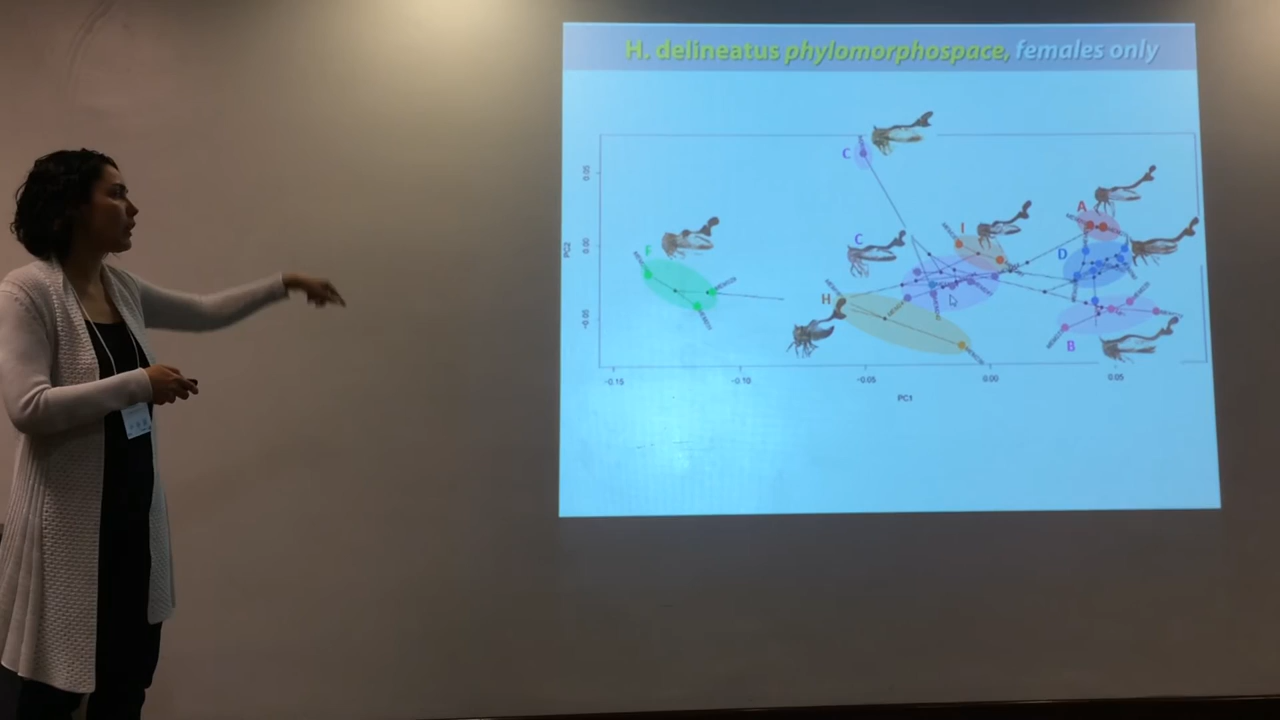 H. delineatus phylomorphospace, females only
C
A
I
F
C
D
H
B
PC2
0.05
0.00
-0.05
-0.15
-0.10
-0.05
0.00
0.05
PC1